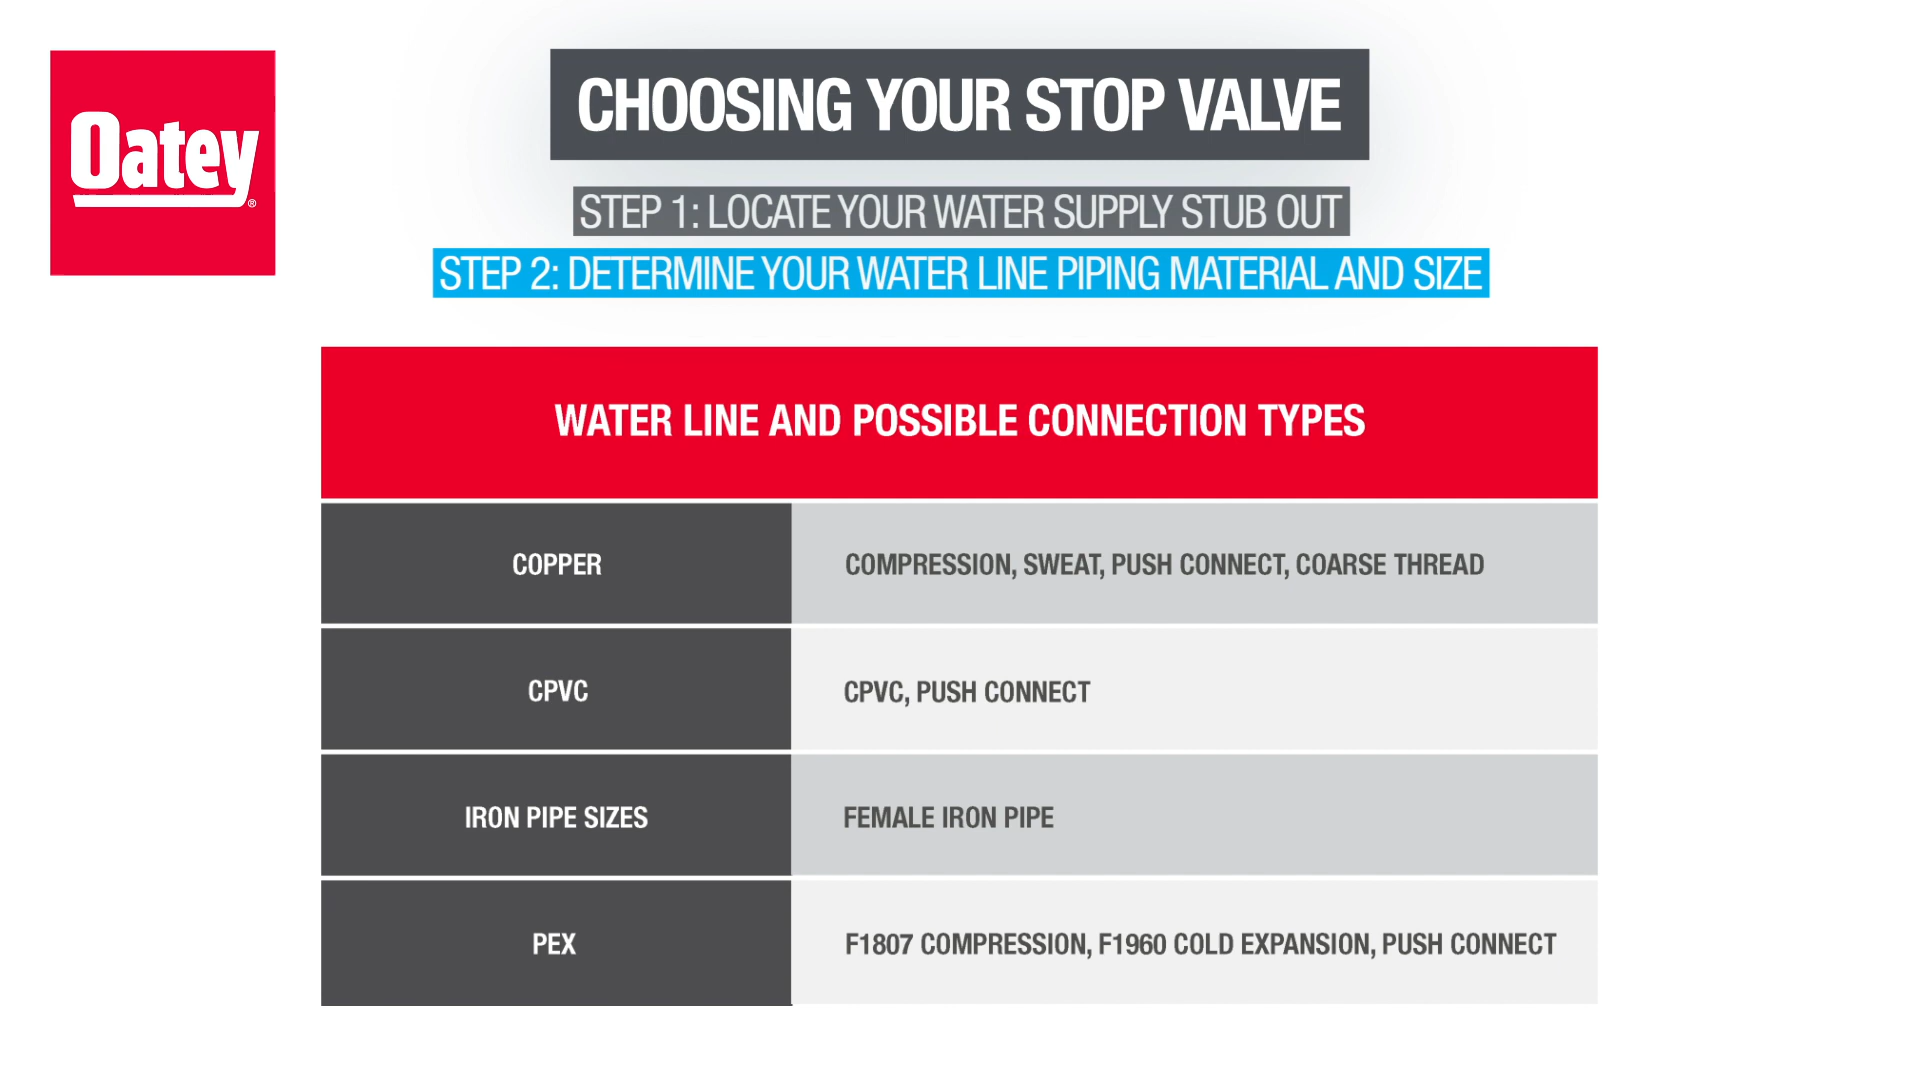 Oatey®
CHOOSING YOUR STOP VALVE
STEP 1: LOCATE YOUR WATER SUPPLY STUB OUT
STEP 2: DETERMINE YOUR WATER LINE PIPING MATERIAL AND SIZE
WATER LINE AND POSSIBLE CONNECTION TYPES
COPPER COMPRESSION, SWEAT, PUSH CONNECT, COARSE THREAD
CPVC CPVC, PUSH CONNECT
IRON PIPE SIZES FEMALE IRON PIPE
PEX F1807 COMPRESSION, F1960 COLD EXPANSION, PUSH CONNECT